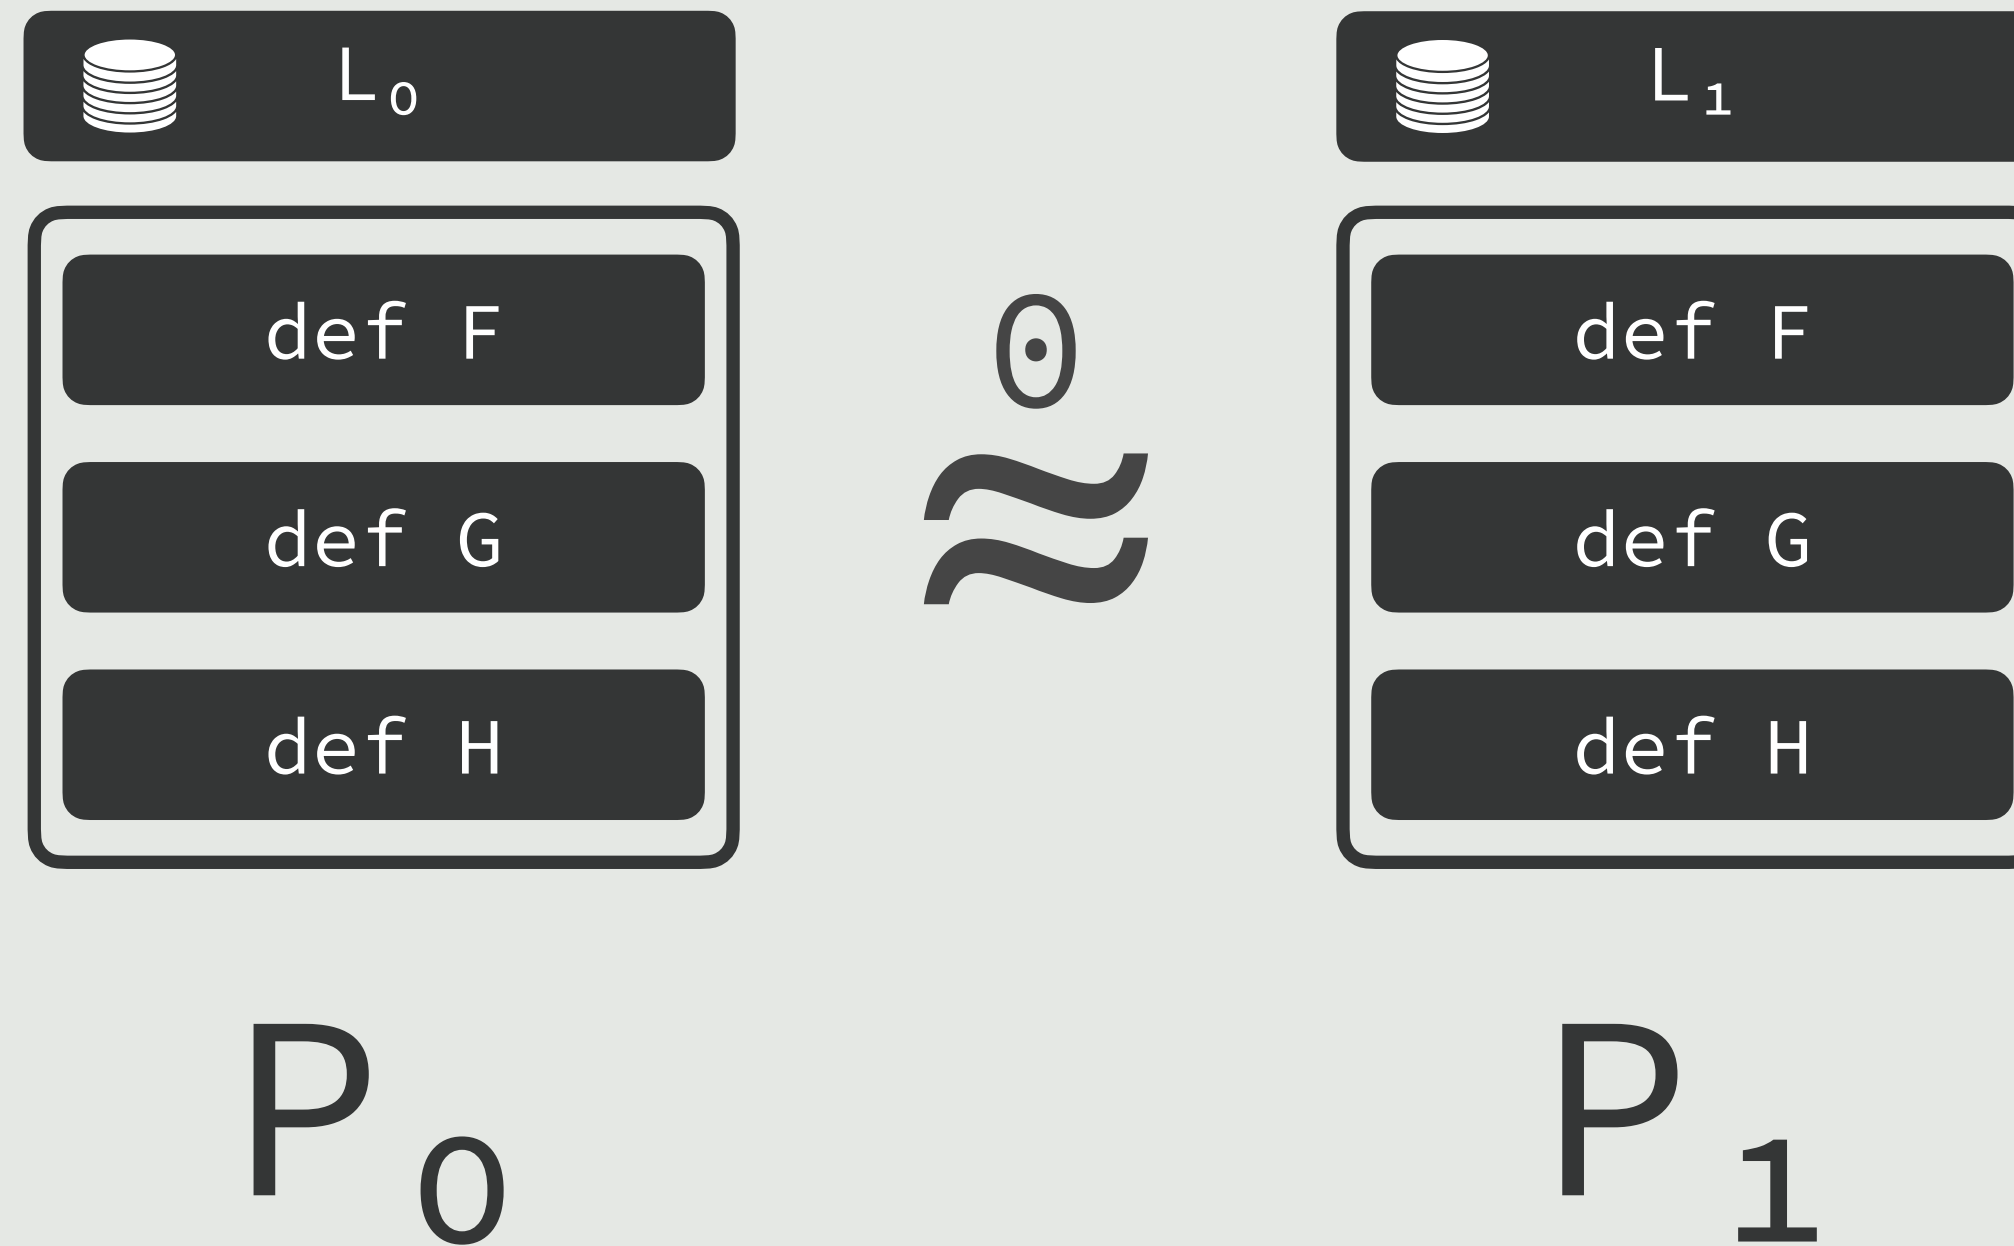 L₀
def F
def G
def H
P₀
0
≈
L₁
def F
def G
def H
P₁